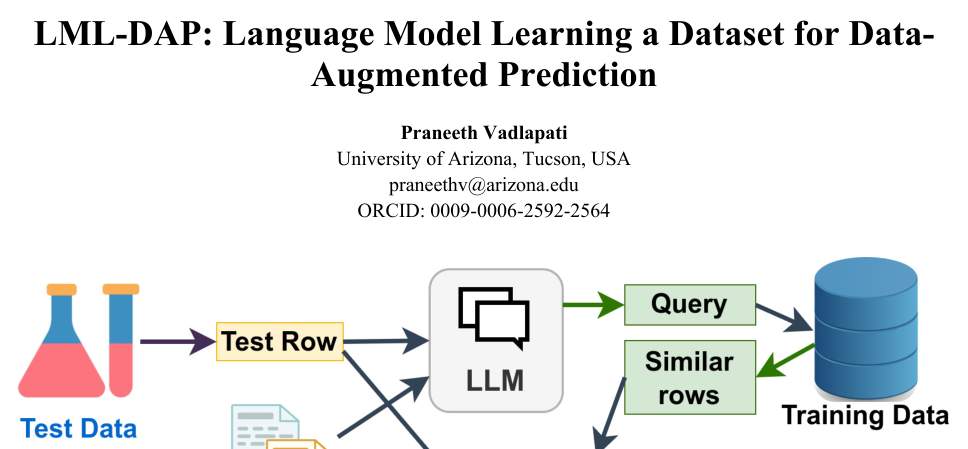 LML-DAP: Language Model Learning a Dataset for Data-
Augmented Prediction
Praneeth Vadlapati
University of Arizona, Tucson, USA
praneethv@arizona.edu
ORCID: 0009-0006-2592-2564
Query
Test Row
LLM
Similar
rows
Training Data
Test Data